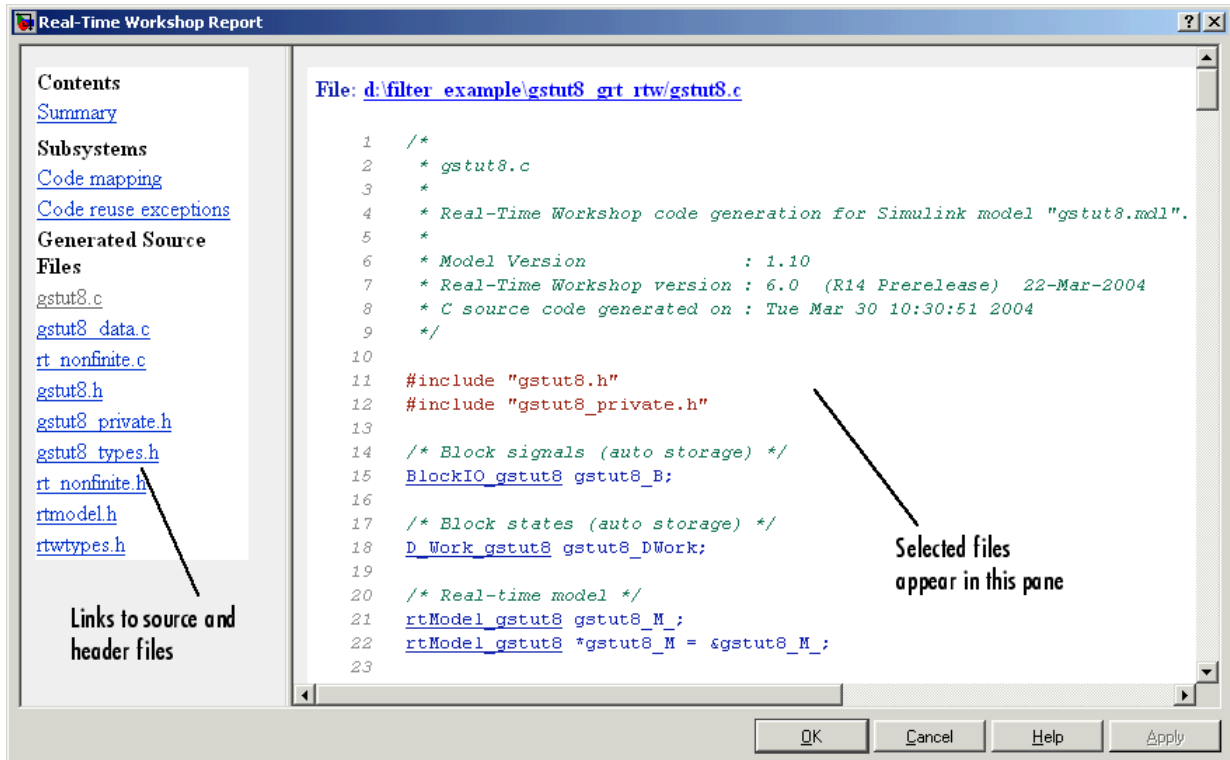 Real-Time Workshop Report
Contents
Summary
Subsystems
Code mapping
Code reuse exceptions
Generated Source
Files
gstut8.c
gstut8_data.c
rt_nonfinite.c
gstut8.h
gstut8_private.h
gstut8_types.h
rt_nonfinite.h
rtmodel.h
rtwtypes.h
Links to source and
header files
File: d:\filter_example\gstut8_grt_rtw/gstut8.c
1 /*
2 * gstut8.c
3 *
4 * Real-Time Workshop code generation for Simulink model "gstut8.mdl".
5 *
6 * Model Version : 1.10
7 * Real-Time Workshop version : 6.0 (R14 Prerelease) 22-Mar-2004
8 * C source code generated on : Tue Mar 30 10:30:51 2004
9 */
10
11 #include "gstut8.h"
12 #include "gstut8_private.h"
13
14 /* Block signals (auto storage) */
15 BlockIO_gstut8 gstut8_B;
16
17 /* Block states (auto storage) */
18 D_Work_gstut8 gstut8_DWork;
19
20 /* Real-time model */
21 rtModel_gstut8 gstut8_M_;
22 rtModel_gstut8 *gstut8_M = &gstut8_M_;
23
Selected files
appear in this pane
OK Cancel Help Apply